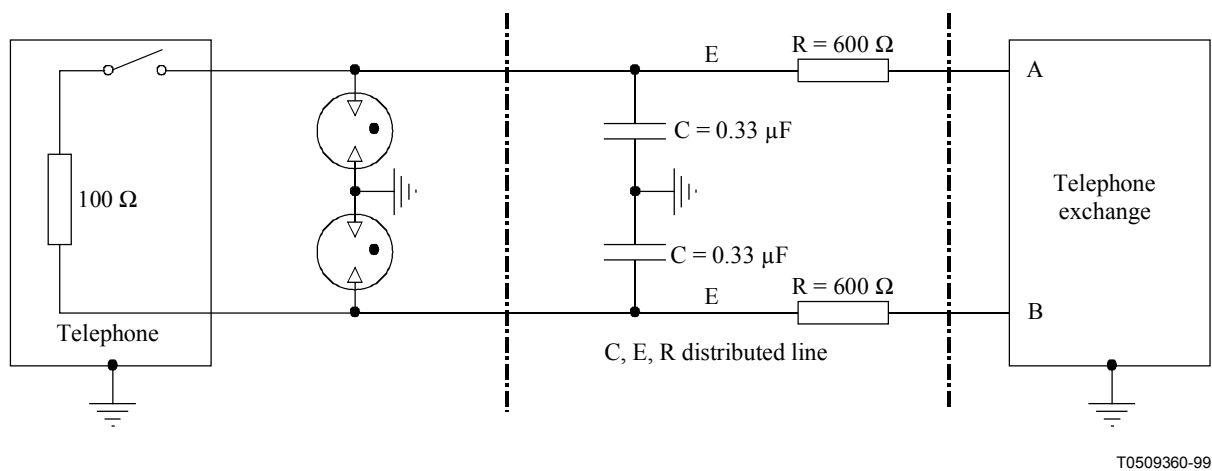 E
R = 600 Ω
A
C = 0.33 µF
100 Ω
Telephone
exchange
C = 0.33 µF
E
R = 600 Ω
B
Telephone
C, E, R distributed line
T0509360-99